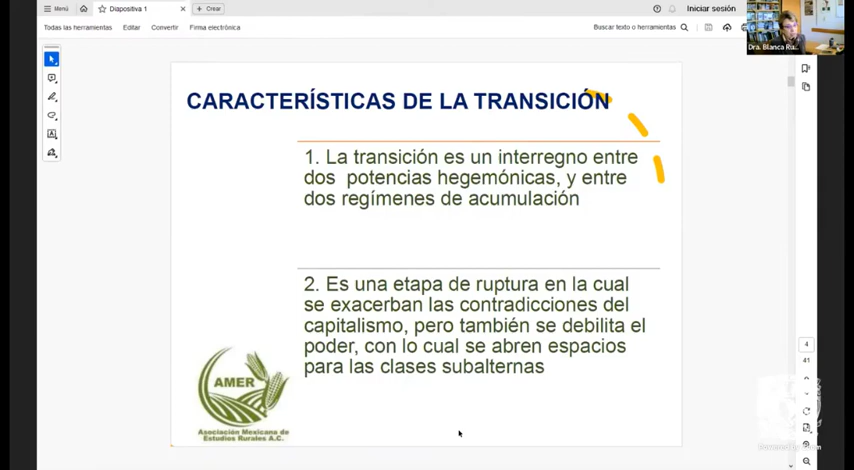 Menú
Diapositiva 1
Crear
Iniciar sesión
Todas las herramientas
Editar
Convertir
Firma electrónica
Buscar texto o herramientas
Dra. Blanca Ru...
CARACTERÍSTICAS DE LA TRANSICIÓN
1. La transición es un interregno entre
dos potencias hegemónicas, y entre
dos regímenes de acumulación
2. Es una etapa de ruptura en la cual
se exacerban las contradicciones del
capitalismo, pero también se debilita el
poder, con lo cual se abren espacios
para las clases subalternas
AMER
Asociación Mexicana de
Estudios Rurales A.C.
4
41